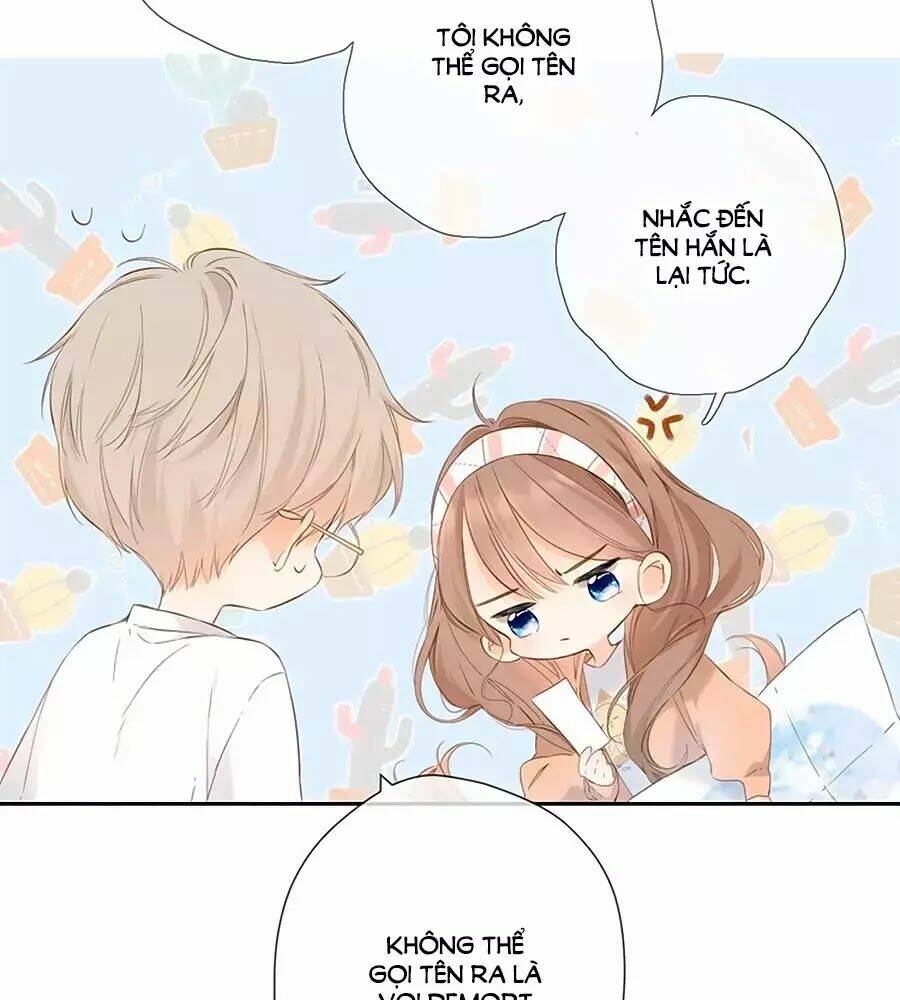 TÔI KHÔNG
THỂ GỌI TÊN
RA,
NHẮC ĐẾN
TÊN HẮN LÀ
LẠI TỨC.
KHÔNG THỂ
GỌI TÊN RA LÀ
VOLDEMORT